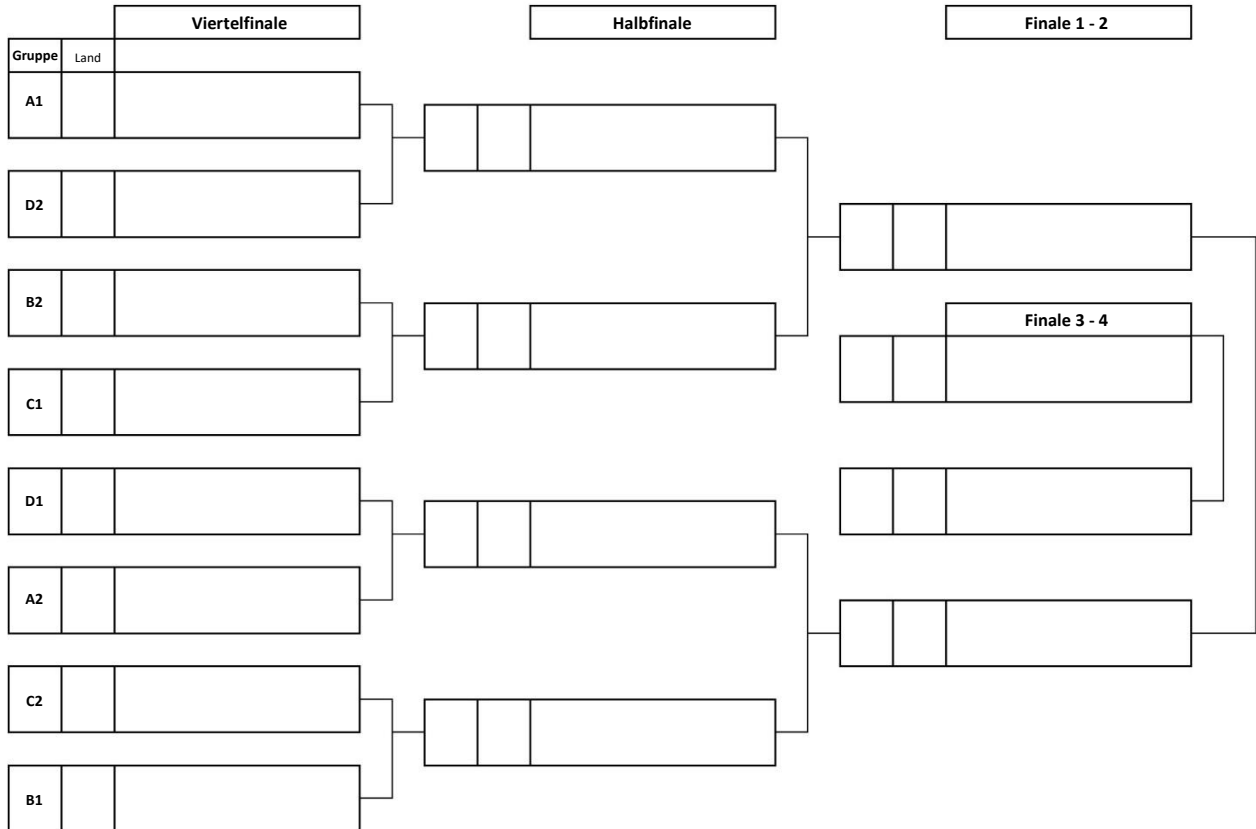 Viertelfinale Halbfinale Finale 1 - 2
Gruppe Land
A1
D2
B2
Finale 3 - 4
C1
D1
A2
C2
B1